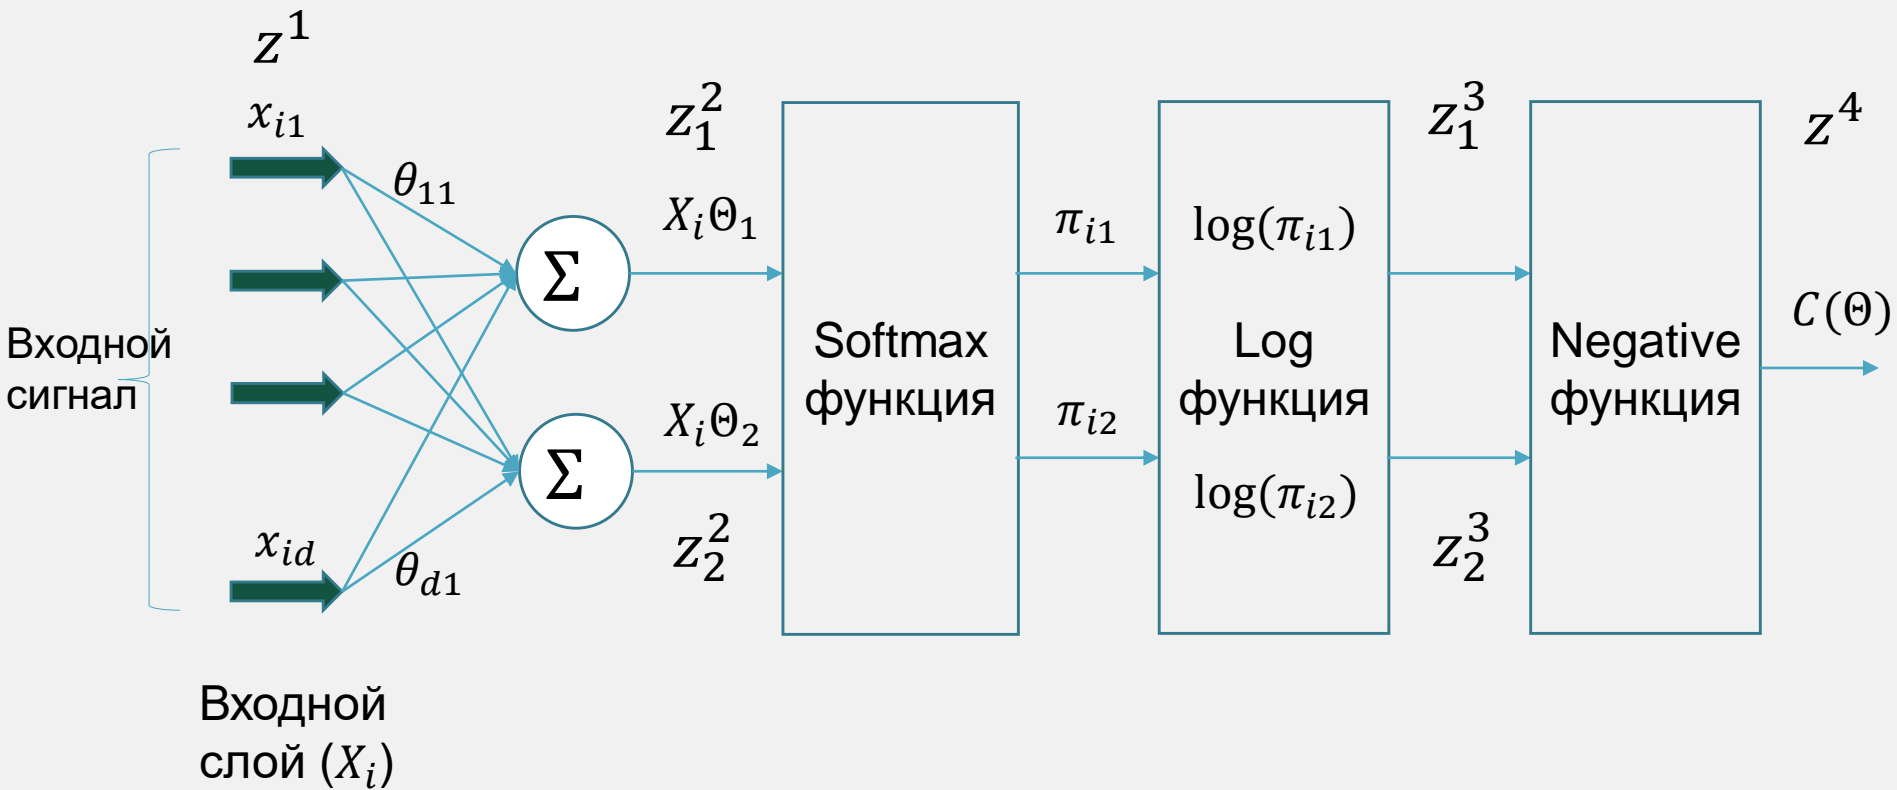 z^1
x_{i1}
θ_{11}
Входной
сигнал
x_{id}
θ_{d1}
Входной
слой (X_i)
Σ
Σ
z_1^2
X_iΘ_1
X_iΘ_2
z_2^2
Softmax
функция
π_{i1}
π_{i2}
log(π_{i1})
Log
функция
log(π_{i2})
z_1^3
z_2^3
Negative
функция
z^4
C(Θ)